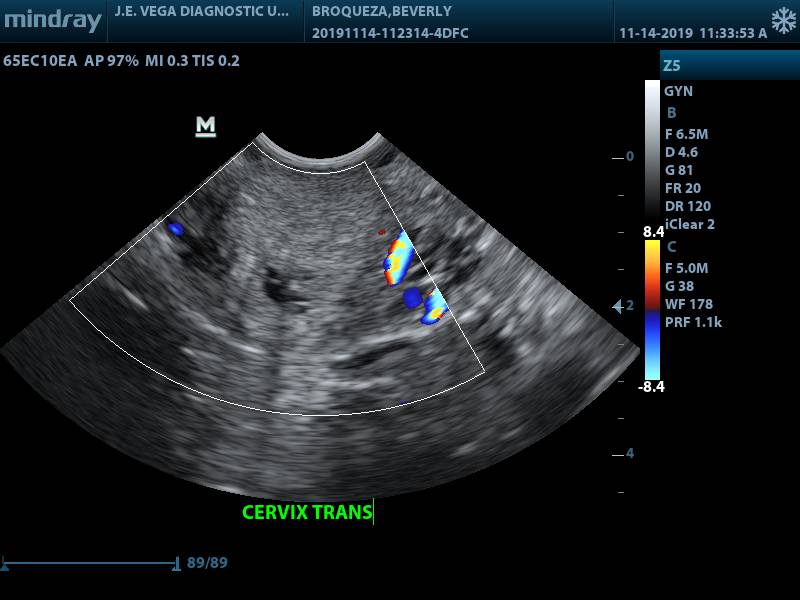 mindray
J.E. VEGA DIAGNOSTIC U...
BROQUEZA,BEVERLY
20191114-112314-4DFC
11-14-2019 11:33:53 A
65EC10EA AP 97% MI 0.3 TIS 0.2
Z5
M
GYN
B
F 6.5M
D 4.6
G 81
FR 20
DR 120
iClear 2
0
2
4
8.4
C
F 5.0M
G 38
WF 178
PRF 1.1k
-8.4
CERVIX TRANS
89/89